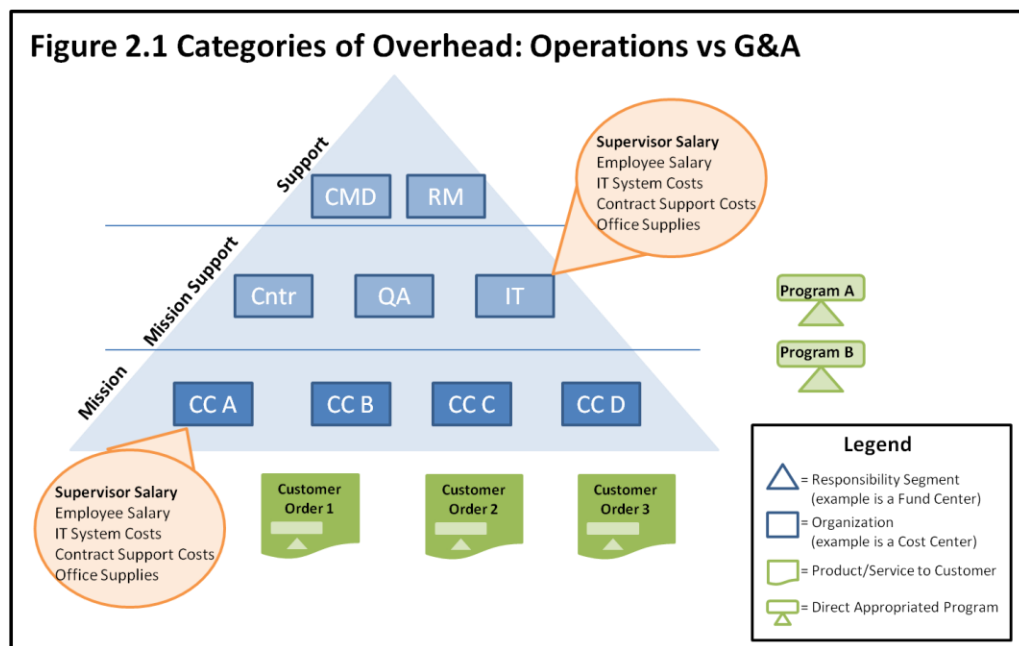 Figure 2.1 Categories of Overhead: Operations vs G&A
Support
CMD
RM
Supervisor Salary
Employee Salary
IT System Costs
Contract Support Costs
Office Supplies
Mission Support
Cntr
QA
IT
Program A
Program B
Mission
CC A
CC B
CC C
CC D
Supervisor Salary
Employee Salary
IT System Costs
Contract Support Costs
Office Supplies
Customer
Order 1
Customer
Order 2
Customer
Order 3
Legend
= Responsibility Segment
(example is a Fund Center)
= Organization
(example is a Cost Center)
= Product/Service to Customer
= Direct Appropriated Program